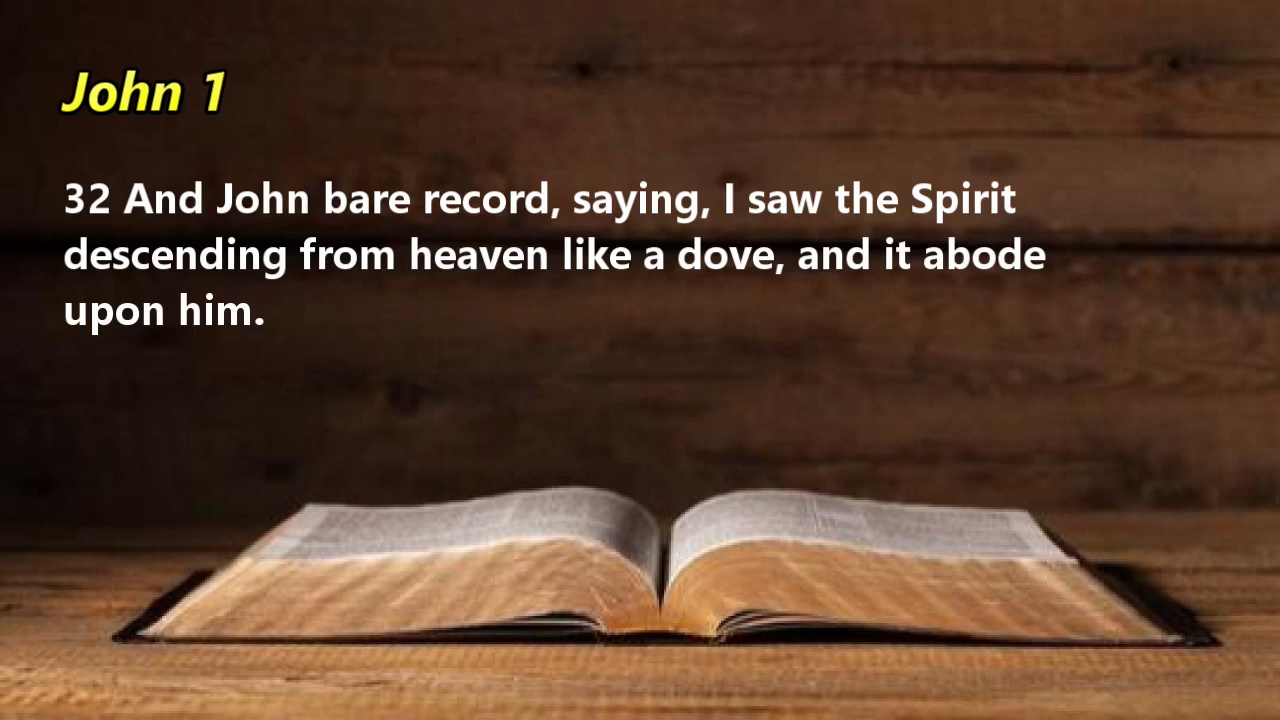 John 1
32 And John bare record, saying, I saw the Spirit
descending from heaven like a dove, and it abode
upon him.